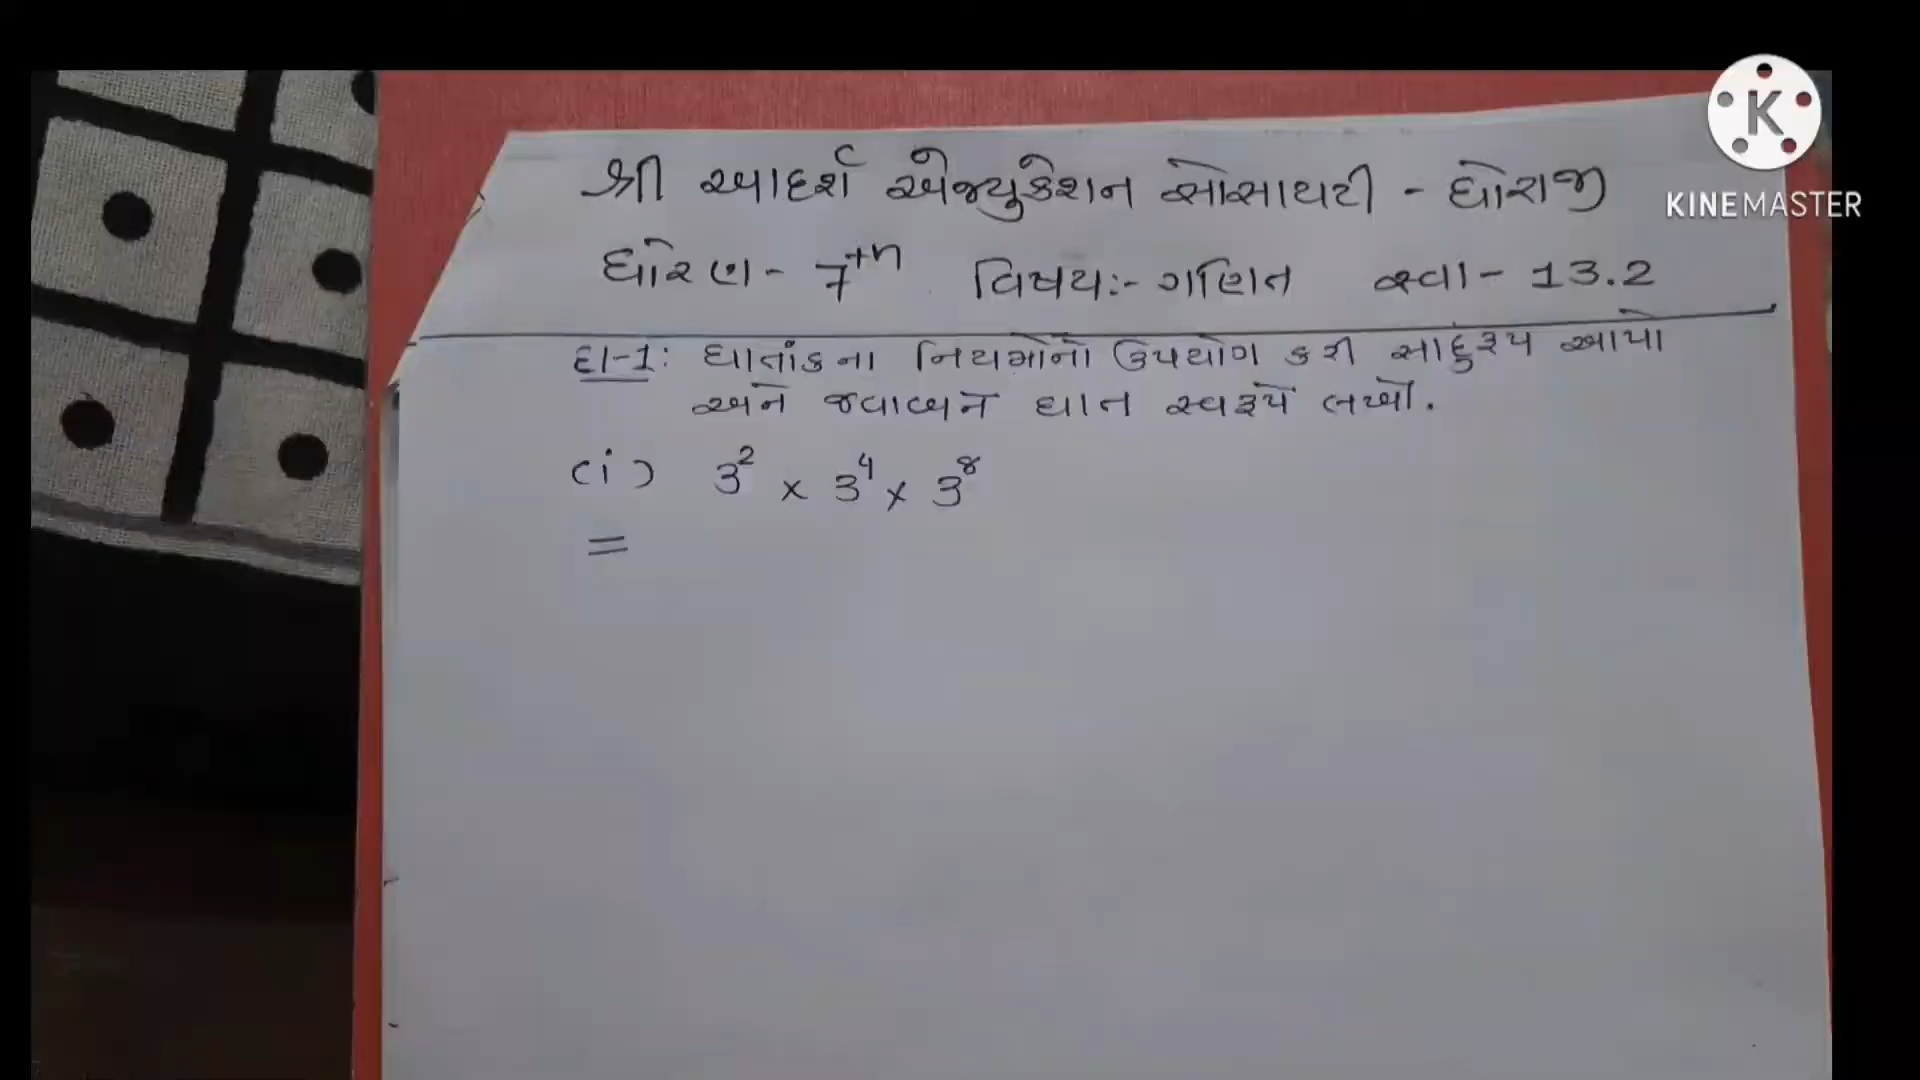 શ્રી આદર્શ એજ્યુકેશન સોસાયટી - ધોરાજી
ધોરણ - 7th વિષય:- ગણિત સ્વા - 13.2
દા-1: ઘાતાંકના નિયમોનો ઉપયોગ કરી સાદુરૂપ આપો
અને જવાબને ઘાત સ્વરૂપે લખો.
(i) 3² × 3⁴ × 3⁸
=
K
KINEMASTER